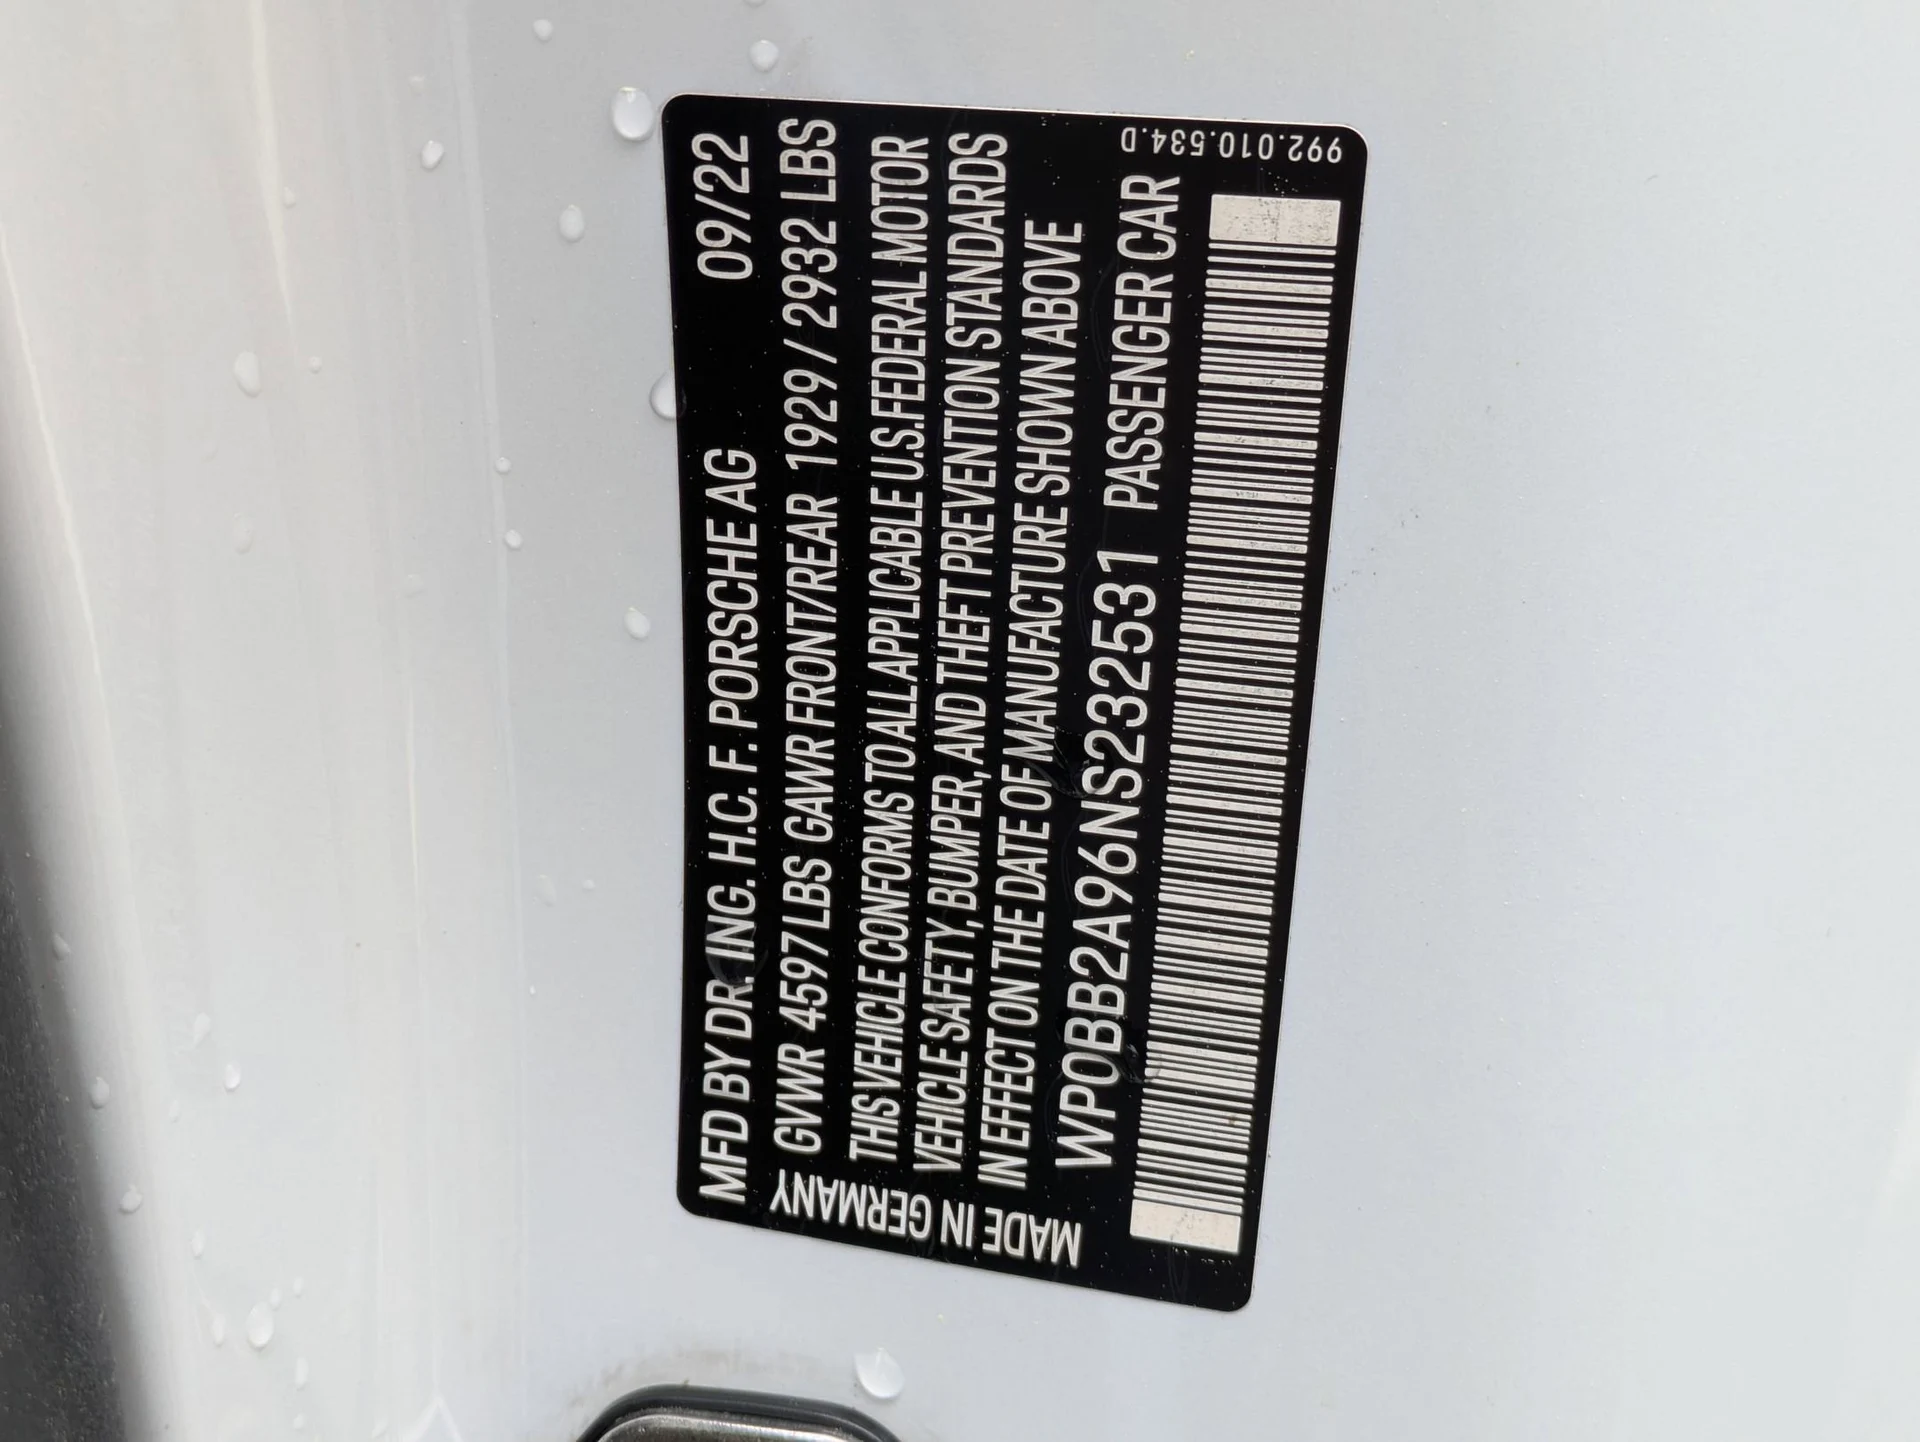 MFD BY DR. ING. H.C. F. PORSCHE AG 09/22
GVWR 4597LBS GAWR FRONT/REAR 1929 / 2932 LBS
THIS VEHICLE CONFORMS TO ALL APPLICABLE U.S. FEDERAL MOTOR
VEHICLE SAFETY, BUMPER, AND THEFT PREVENTION STANDARDS
IN EFFECT ON THE DATE OF MANUFACTURE SHOWN ABOVE
WP0BB2A96NS232531 PASSENGER CAR
MADE IN GERMANY
992.010.534.D